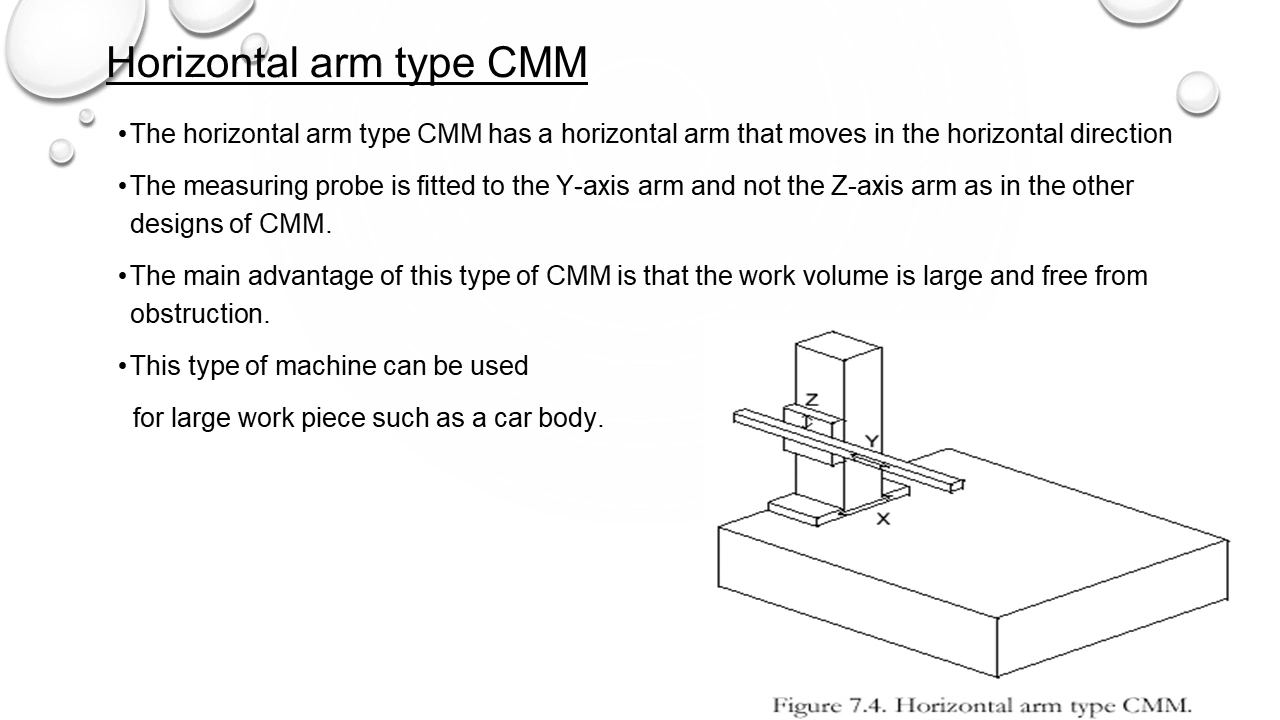 Horizontal arm type CMM
•The horizontal arm type CMM has a horizontal arm that moves in the horizontal direction
•The measuring probe is fitted to the Y-axis arm and not the Z-axis arm as in the other
designs of CMM.
•The main advantage of this type of CMM is that the work volume is large and free from
obstruction.
•This type of machine can be used
for large work piece such as a car body.
Z
Y
X
Figure 7.4. Horizontal arm type CMM.